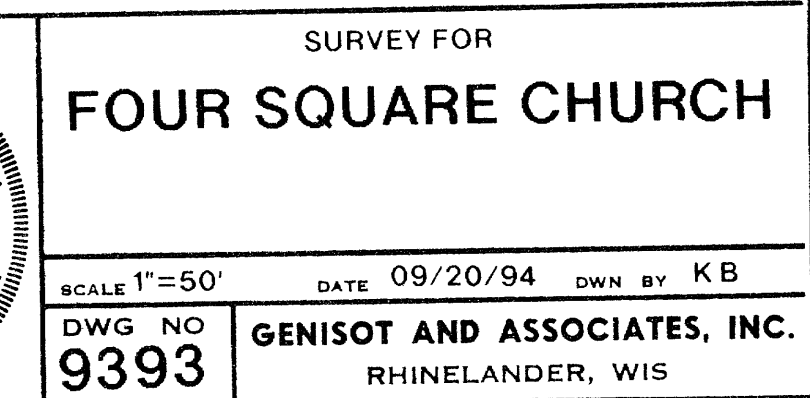 SURVEY FOR
FOUR SQUARE CHURCH
SCALE 1"=50' DATE 09/20/94 DWN BY KB
DWG NO
9393
GENISOT AND ASSOCIATES, INC.
RHINELANDER, WIS